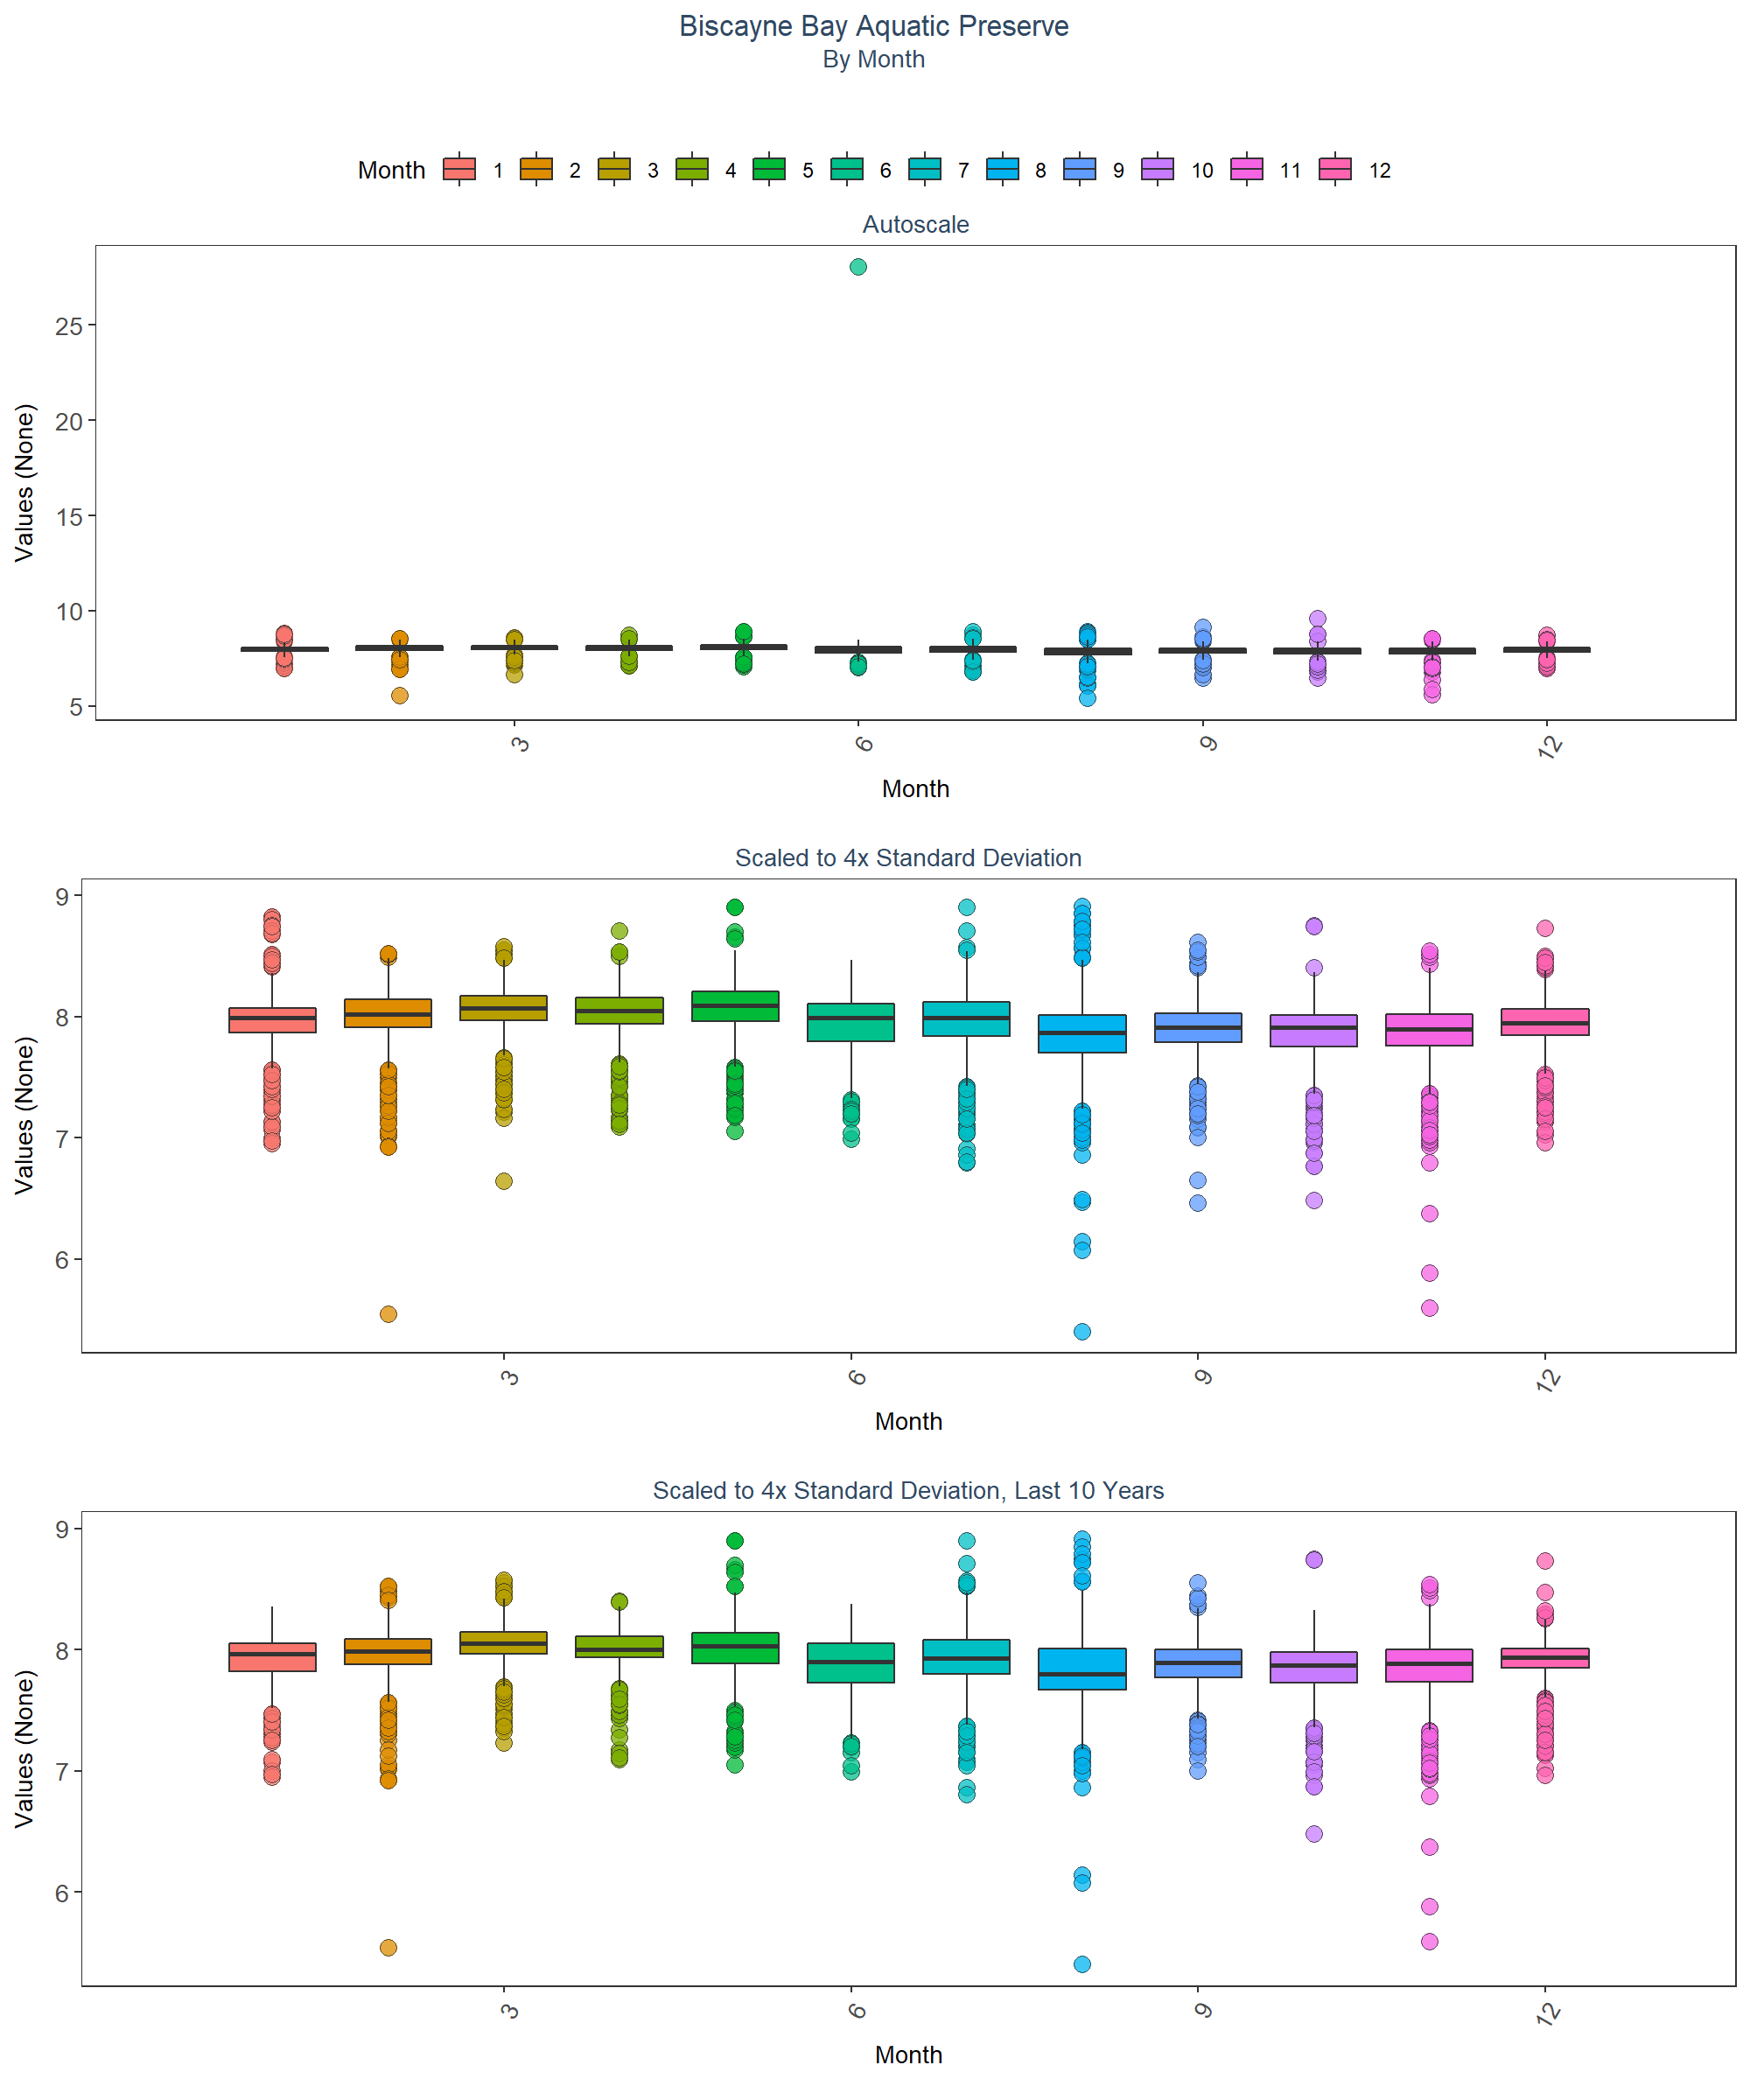 Biscayne Bay Aquatic Preserve
By Month
Month 1 2 3 4 5 6 7 8 9 10 11 12
Autoscale
Values (None)
25
20
15
10
5
3 6 9 12
Month
Scaled to 4x Standard Deviation
Values (None)
9
8
7
6
3 6 9 12
Month
Scaled to 4x Standard Deviation, Last 10 Years
Values (None)
9
8
7
6
3 6 9 12
Month